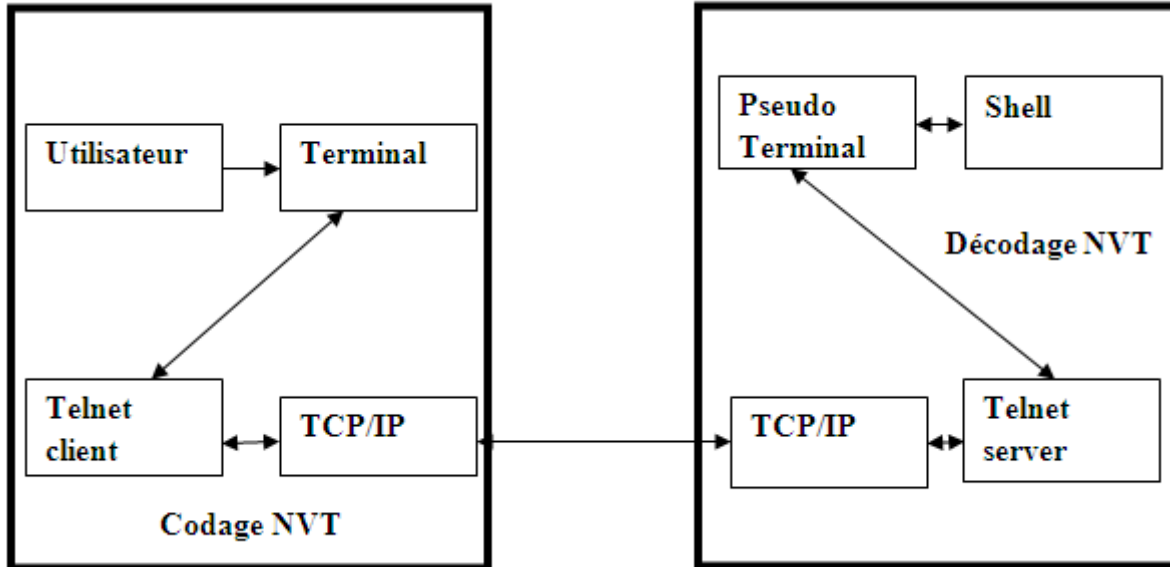 Utilisateur
Terminal
Telnet
client
TCP/IP
Codage NVT
Pseudo
Terminal
Shell
Décodage NVT
TCP/IP
Telnet
server